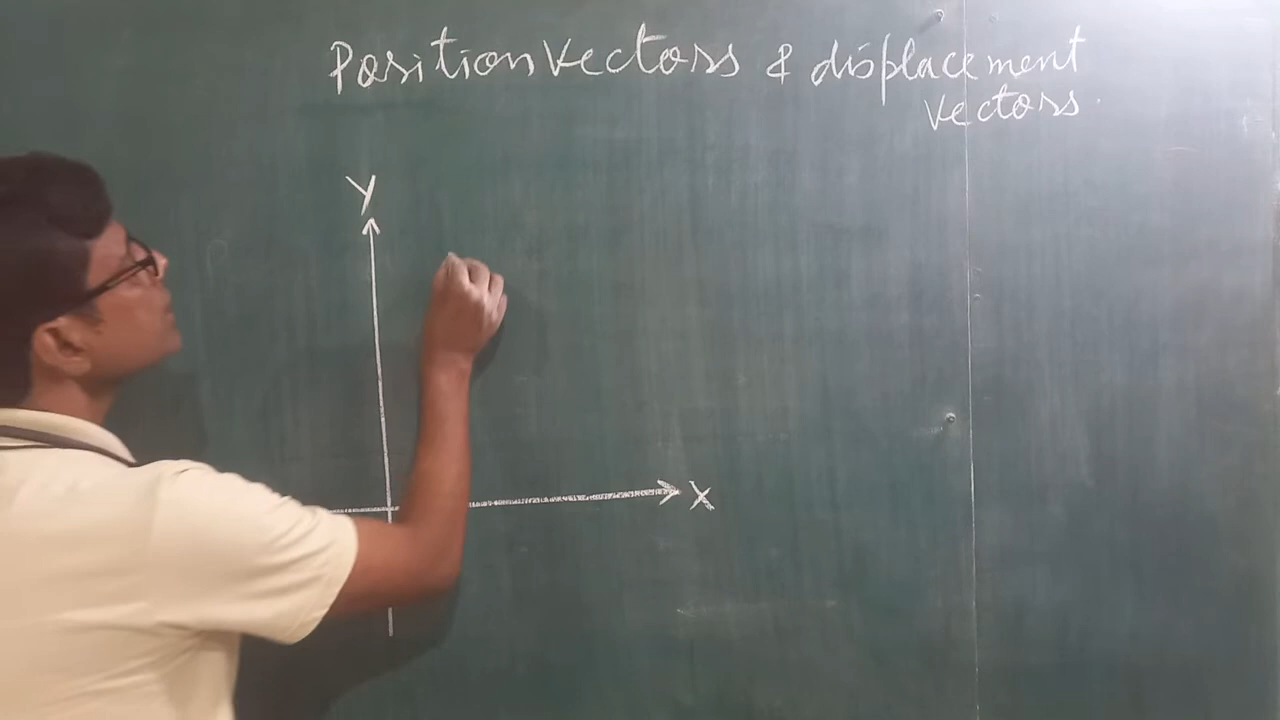 Position Vectors & displacement
vectors.
Y
X